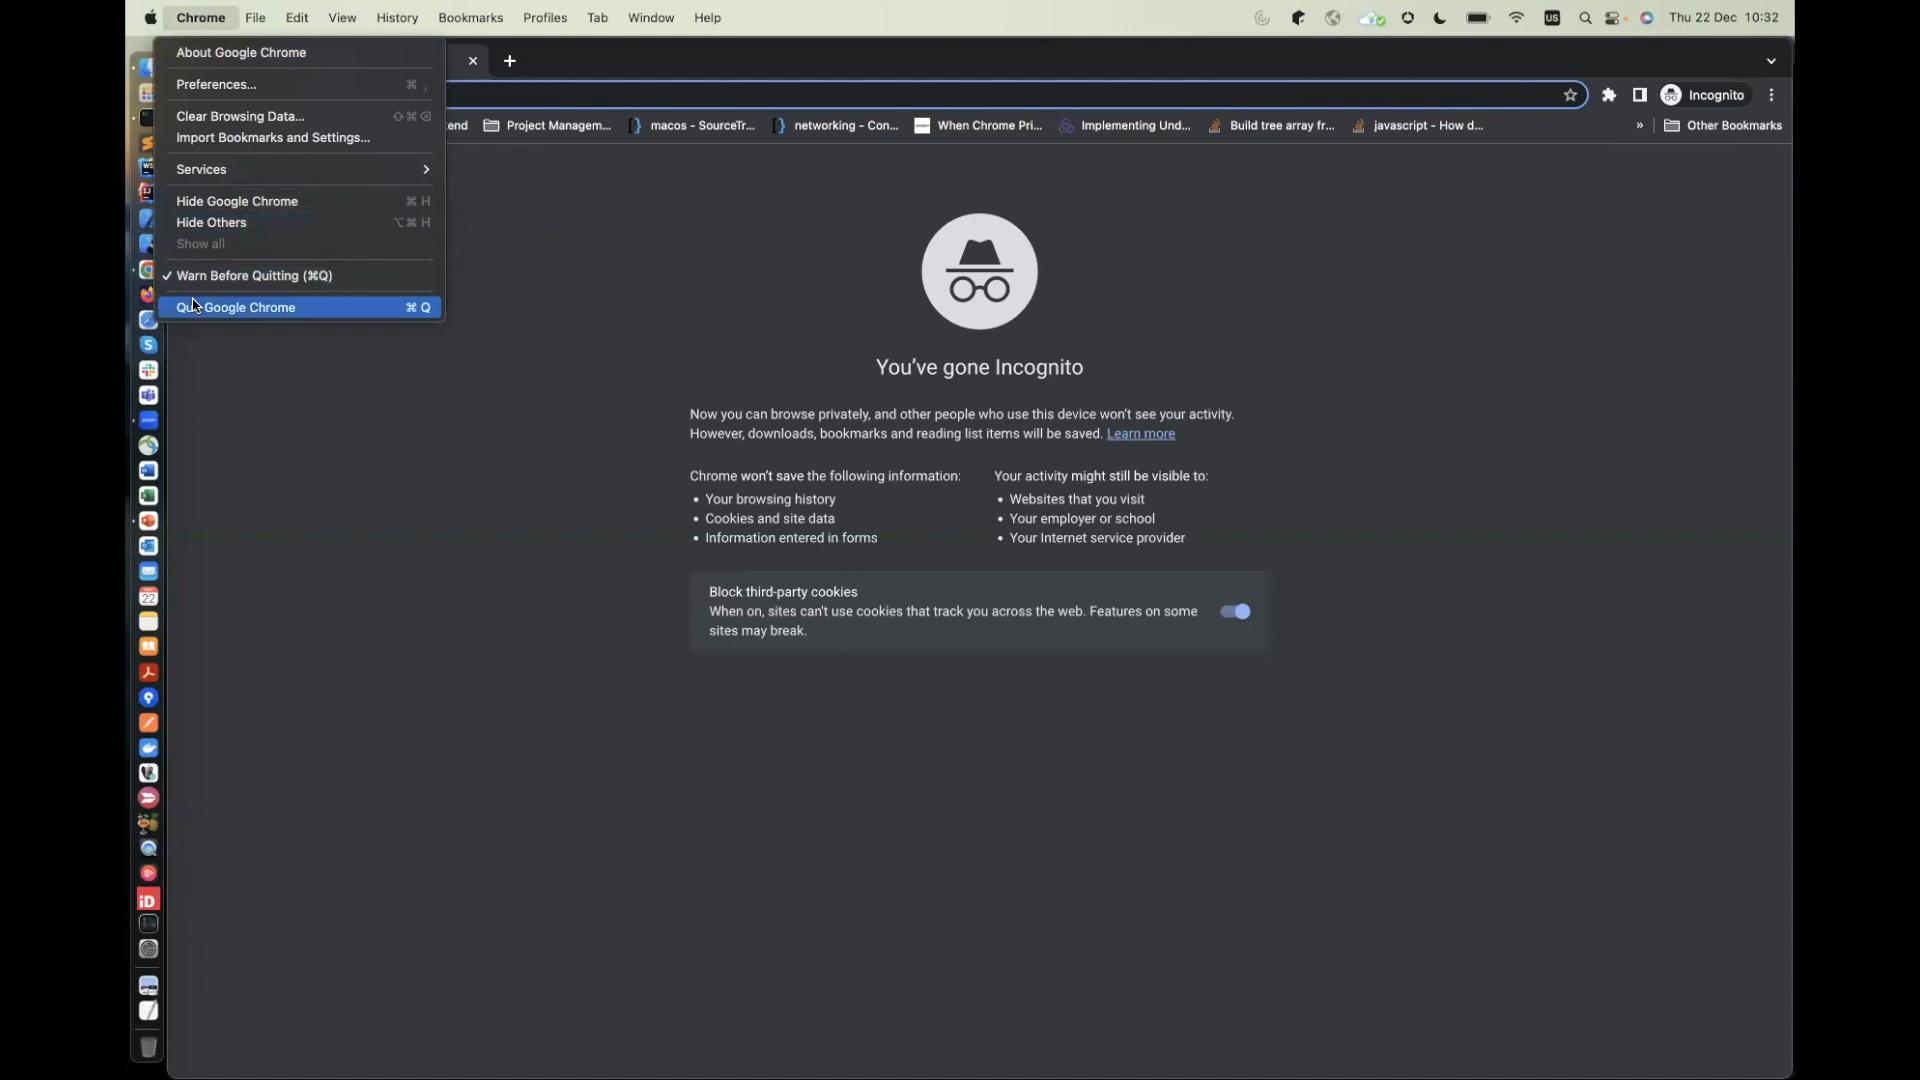 Chrome File Edit View History Bookmarks Profiles Tab Window Help US Thu 22 Dec 10:32
About Google Chrome
Preferences... ⌘ ,
Clear Browsing Data... ⇧⌘⌫
Import Bookmarks and Settings...
Services
Hide Google Chrome ⌘ H
Hide Others ⌥⌘ H
Show all
✓ Warn Before Quitting (⌘Q)
Google Chrome ⌘ Q
Incognito
end Project Managem... macos - SourceTr... networking - Con... When Chrome Pri... Implementing Und... Build tree array fr... javascript - How d... » Other Bookmarks
You've gone Incognito
Now you can browse privately, and other people who use this device won't see your activity.
However, downloads, bookmarks and reading list items will be saved. Learn more
Chrome won't save the following information:
• Your browsing history
• Cookies and site data
• Information entered in forms
Your activity might still be visible to:
• Websites that you visit
• Your employer or school
• Your Internet service provider
Block third-party cookies
When on, sites can't use cookies that track you across the web. Features on some
sites may break.
22
iD